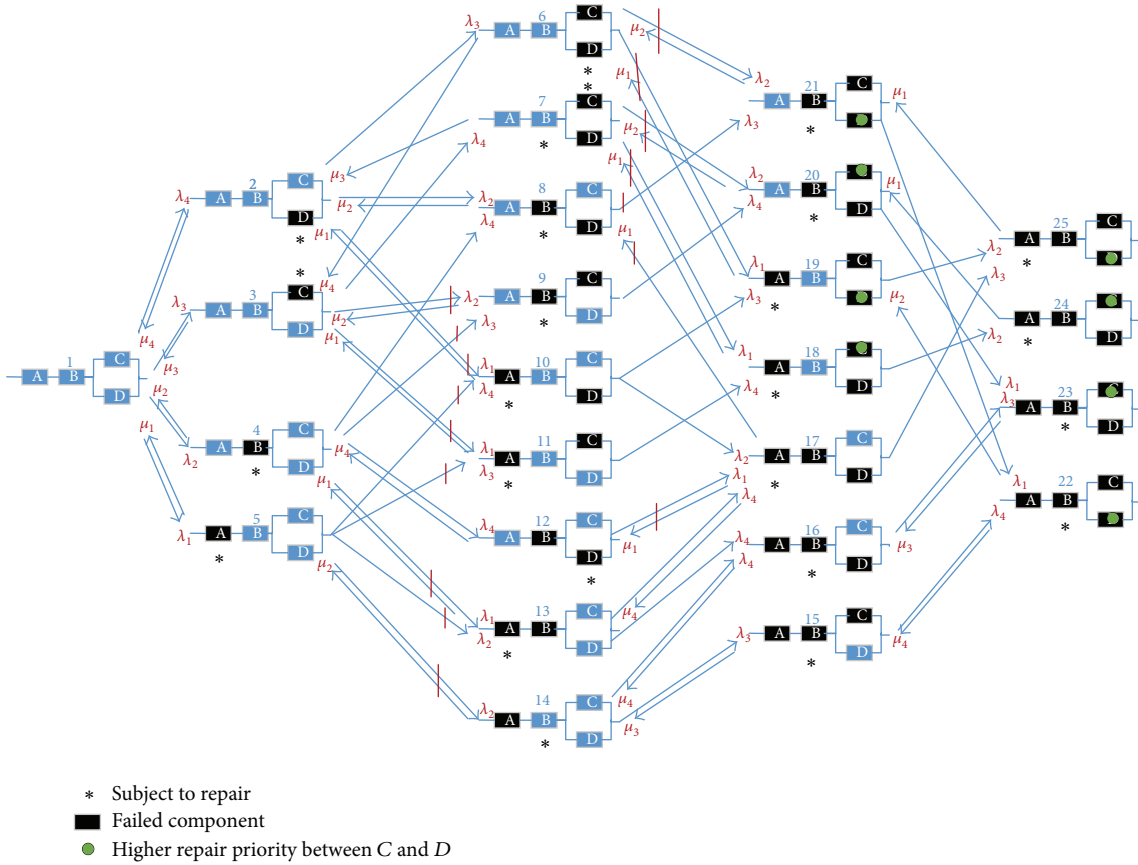 1
A B C
D
μ4
μ3
μ2
μ1
λ4
2
A B C
D
*
μ3
μ2
μ1
λ3
*
3
A B C
D
μ4
μ2
μ1
λ2
4
A B C
D
*
μ4
μ1
λ1
5
A B C
D
*
μ2
λ3
6
A B C
D
*
*
μ2
μ1
λ4
7
A B C
D
*
μ2
μ1
λ2
λ4
8
A B C
D
*
μ1
λ2
λ3
9
A B C
D
*
λ1
λ4
10
A B C
D
*
λ1
λ3
11
A B C
D
*
λ4
12
A B C
D
*
μ1
λ1
λ2
13
A B C
D
*
μ4
λ2
14
A B C
D
*
μ4
μ3
λ2
λ3
21
A B C
*
μ1
λ2
λ4
20
A B
D
*
μ1
λ1
λ3
19
A B C
μ2
λ1
λ4
18
A B
D
λ2
λ1
λ4
17
A B C
D
*
λ4
λ4
16
A B C
D
*
μ3
λ3
15
A B C
D
*
μ4
λ2
λ3
25
A B C
*
λ2
24
A B
D
*
λ1
λ3
23
A B C
D
*
λ1
λ4
22
A B C
*
* Subject to repair
Failed component
Higher repair priority between C and D